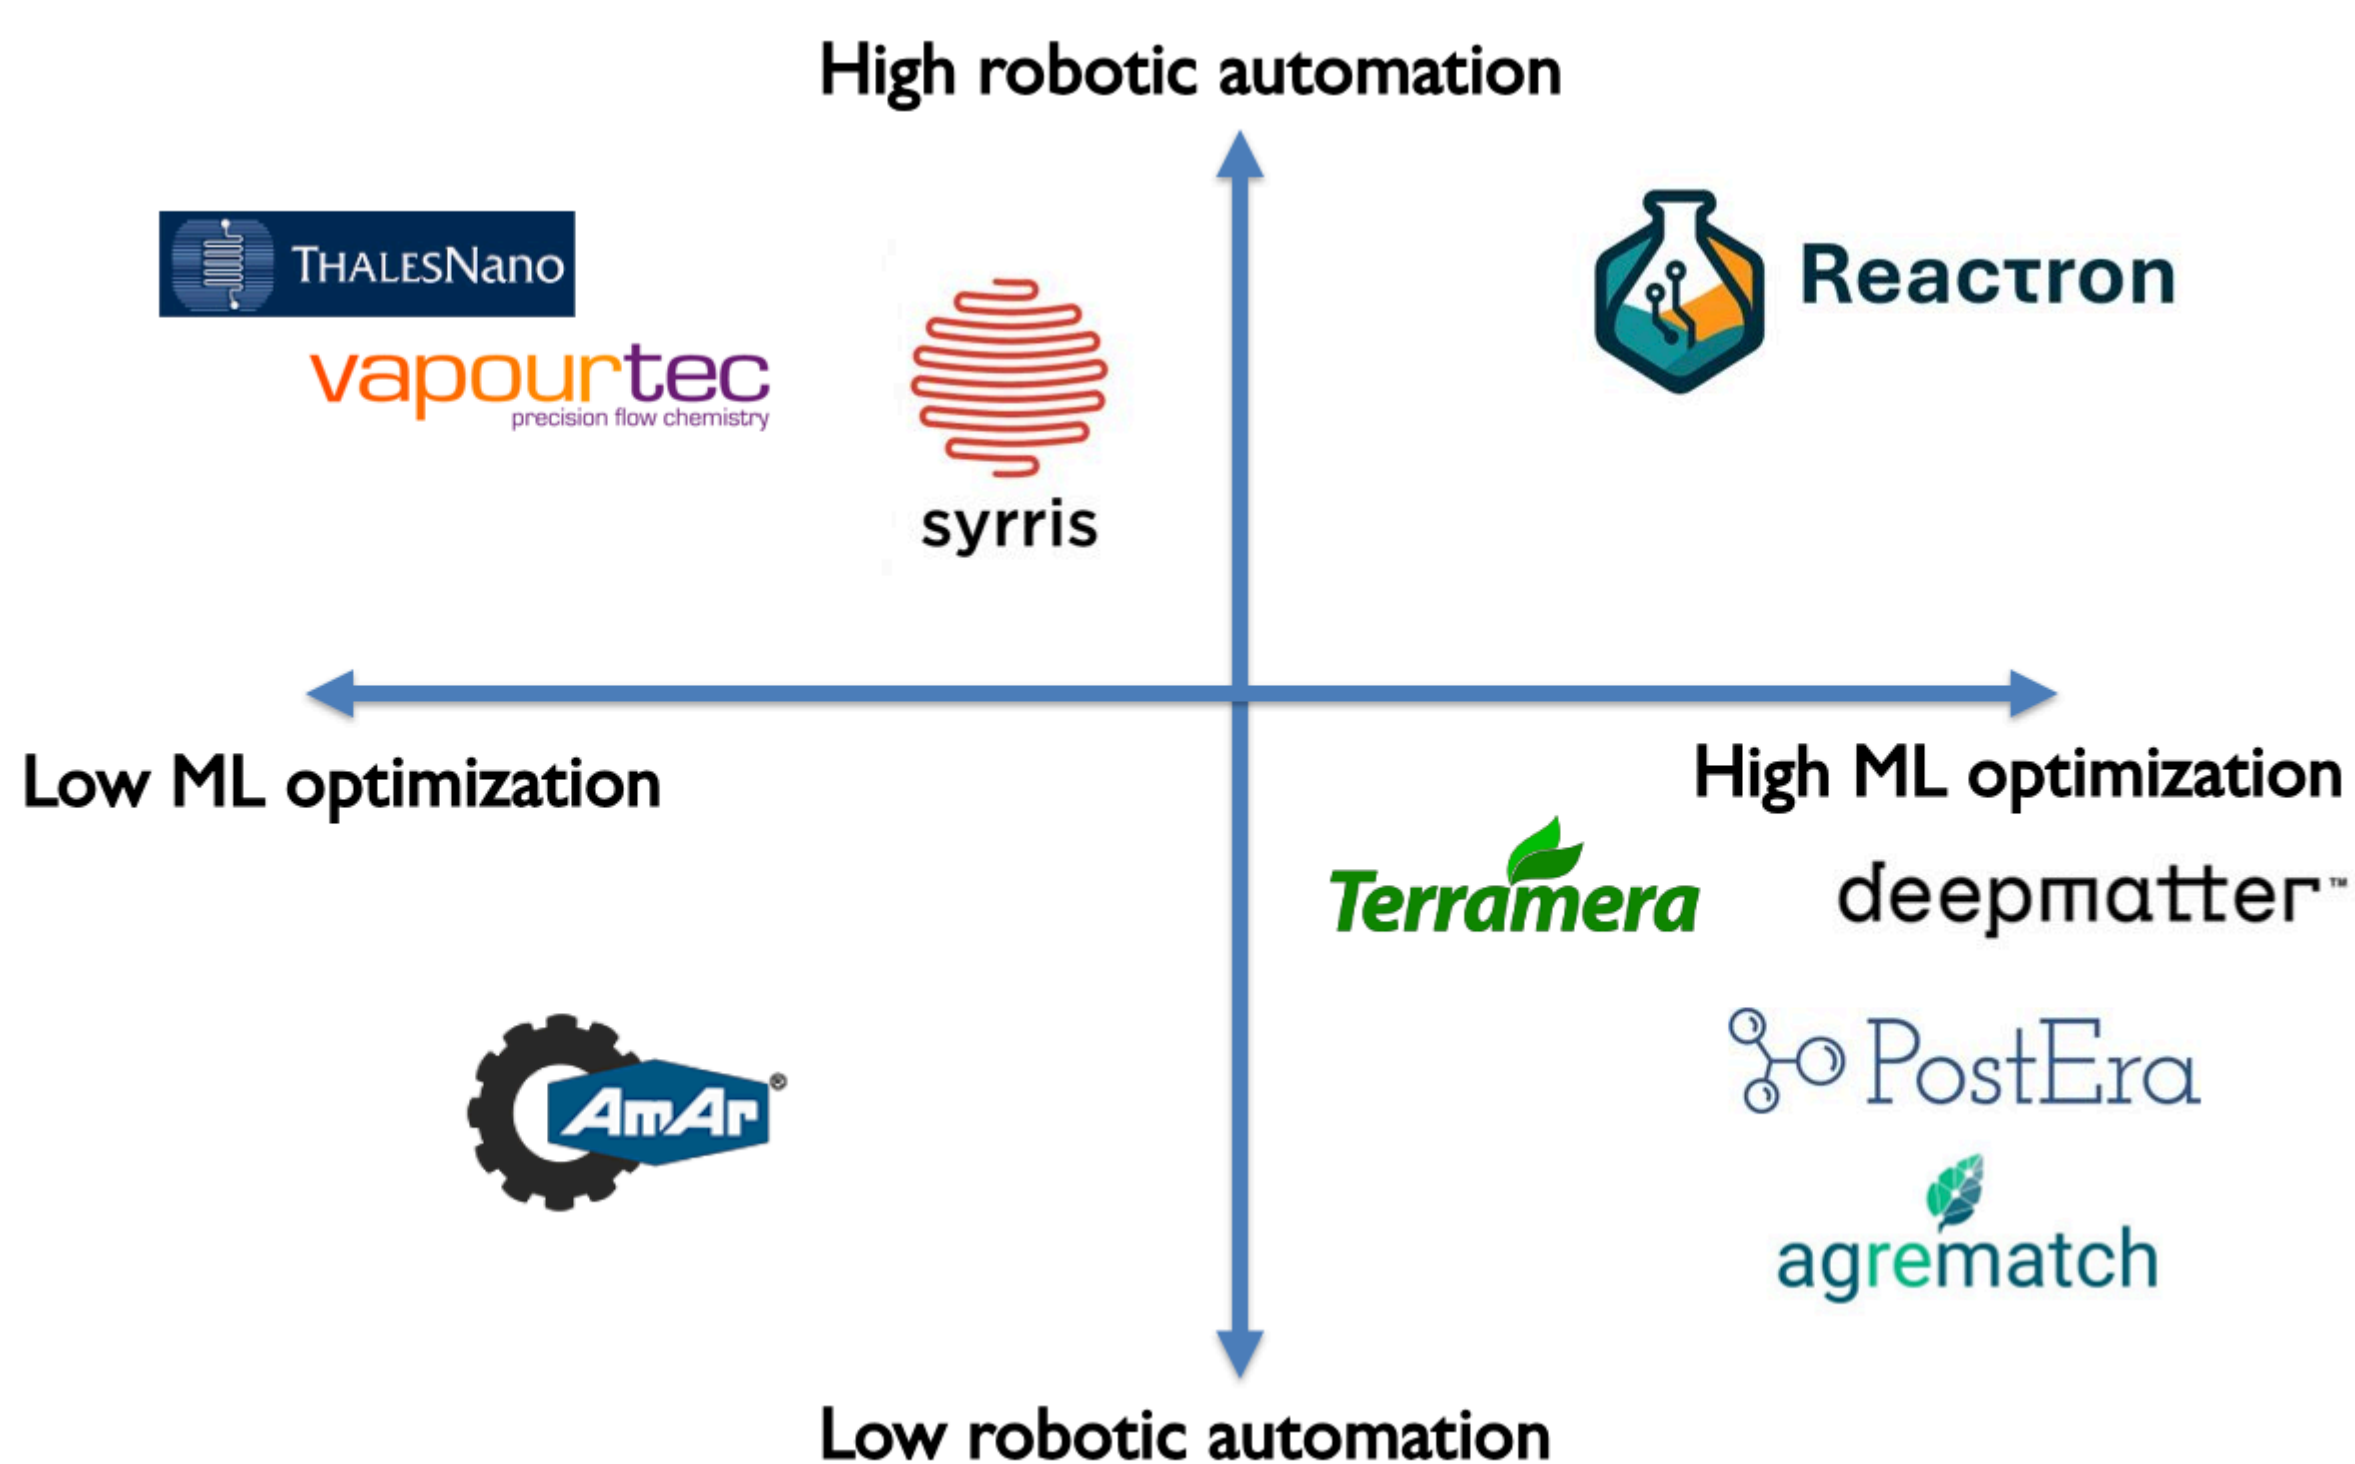 High robotic automation
THALESNano
vapourtec
precision flow chemistry
syrris
Reactron
Low ML optimization
High ML optimization
Terramera
deepmatter™
AmAr®
PostEra
agrematch
Low robotic automation